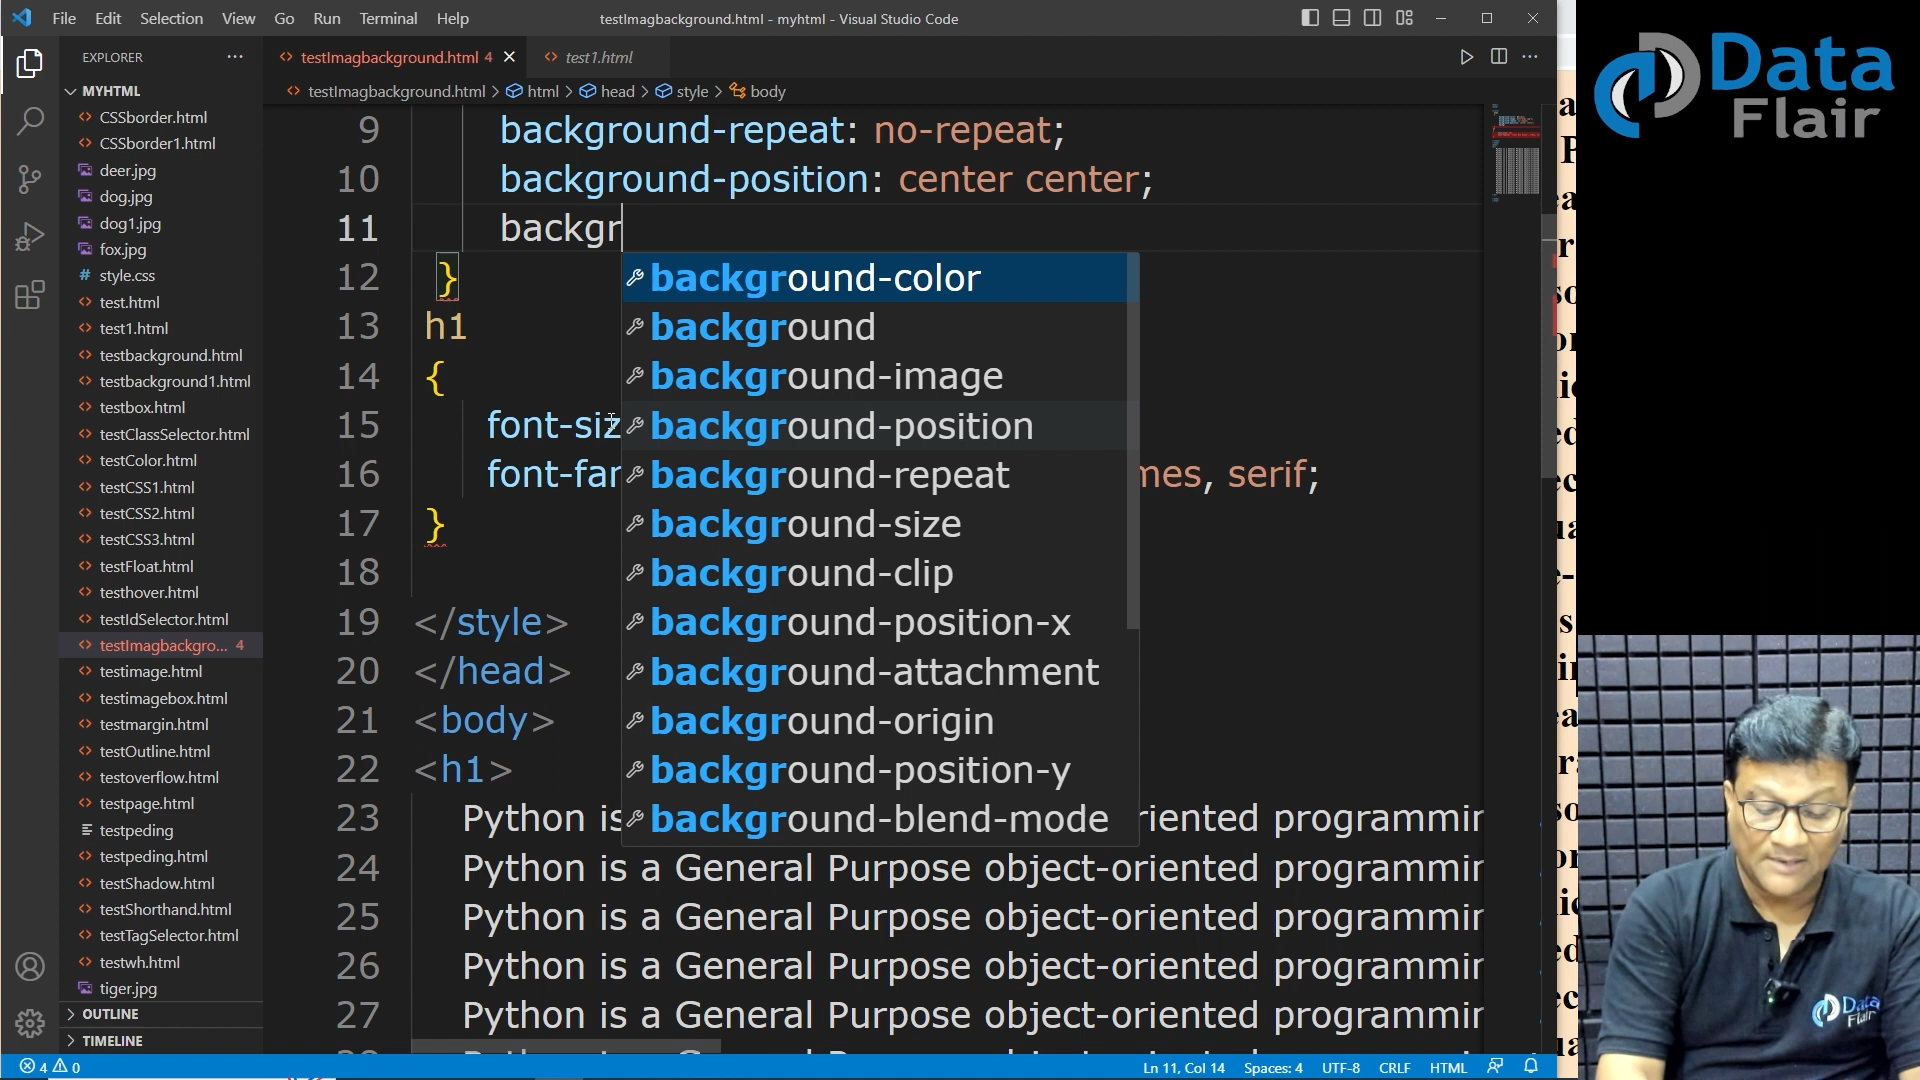 File Edit Selection View Go Run Terminal Help
testImagbackground.html - myhtml - Visual Studio Code
EXPLORER
testImagbackground.html 4
test1.html
MYHTML
testImagbackground.html > html > head > style > body
CSSborder.html
CSSborder1.html
deer.jpg
dog.jpg
dog1.jpg
fox.jpg
style.css
test.html
test1.html
testbackground.html
testbackground1.html
testbox.html
testClassSelector.html
testColor.html
testCSS1.html
testCSS2.html
testCSS3.html
testFloat.html
testhover.html
testIdSelector.html
testImagbackgro... 4
testimage.html
testimagebox.html
testmargin.html
testOutline.html
testoverflow.html
testpage.html
testpeding
testpeding.html
testShadow.html
testShorthand.html
testTagSelector.html
testwh.html
tiger.jpg
OUTLINE
TIMELINE
9 background-repeat: no-repeat;
10 background-position: center center;
11 backgr
12 }
13 h1
14 {
15 font-siz
16 font-far mes, serif;
17 }
18
19 </style>
20 </head>
21 <body>
22 <h1>
23 Python is oriented programmin
24 Python is a General Purpose object-oriented programmin
25 Python is a General Purpose object-oriented programmin
26 Python is a General Purpose object-oriented programmin
27 Python is a General Purpose object-oriented programmin
background-color
background
background-image
background-position
background-repeat
background-size
background-clip
background-position-x
background-attachment
background-origin
background-position-y
background-blend-mode
4 0
Ln 11, Col 14 Spaces: 4 UTF-8 CRLF HTML
Data
Flair
Data
Flair